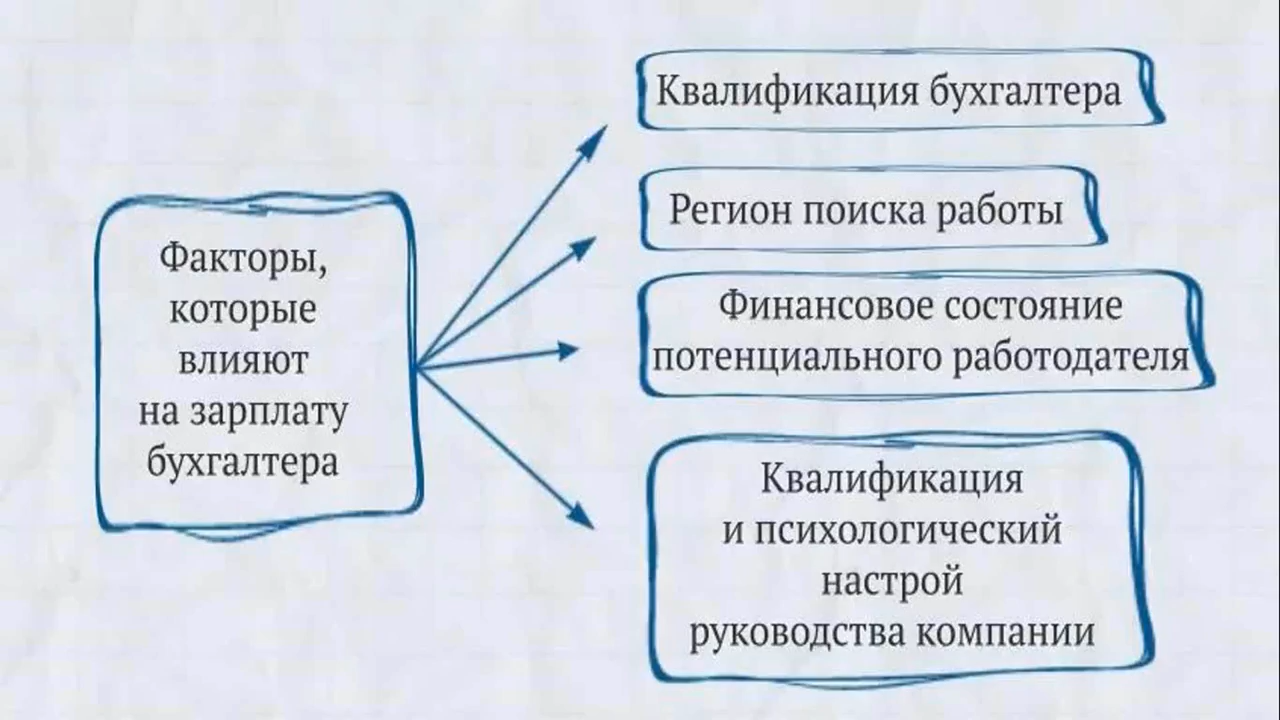 Факторы,
которые
влияют
на зарплату
бухгалтера
Квалификация бухгалтера
Регион поиска работы
Финансовое состояние
потенциального работодателя
Квалификация
и психологический
настрой
руководства компании